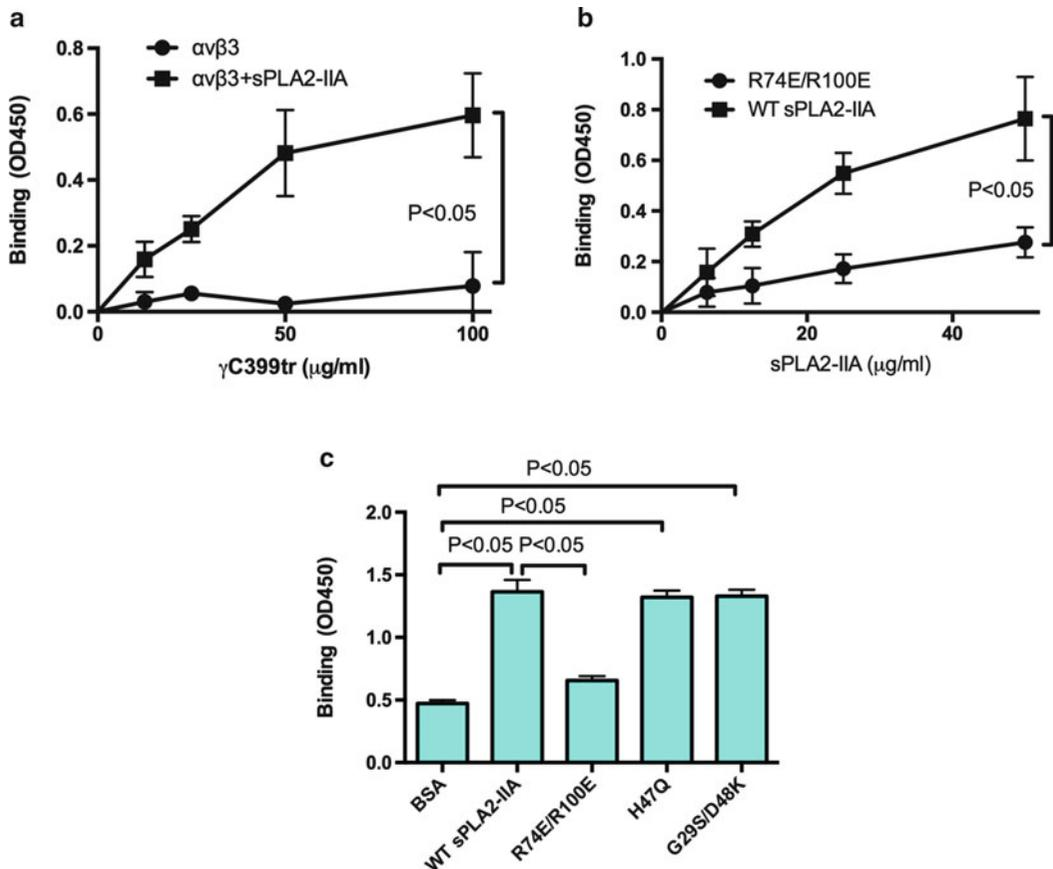 a
αvβ3
αvβ3+sPLA2-IIA
0.8
0.6
0.4
0.2
0.0
Binding (OD450)
P<0.05
0
50
100
γC399tr (μg/ml)
b
R74E/R100E
WT sPLA2-IIA
1.0
0.8
0.6
0.4
0.2
0.0
Binding (OD450)
P<0.05
0
20
40
sPLA2-IIA (μg/ml)
c
P<0.05
P<0.05
P<0.05 P<0.05
2.0
1.5
1.0
0.5
0.0
Binding (OD450)
BSA
WT sPLA2-IIA
R74E/R100E
H47Q
G29S/D48K